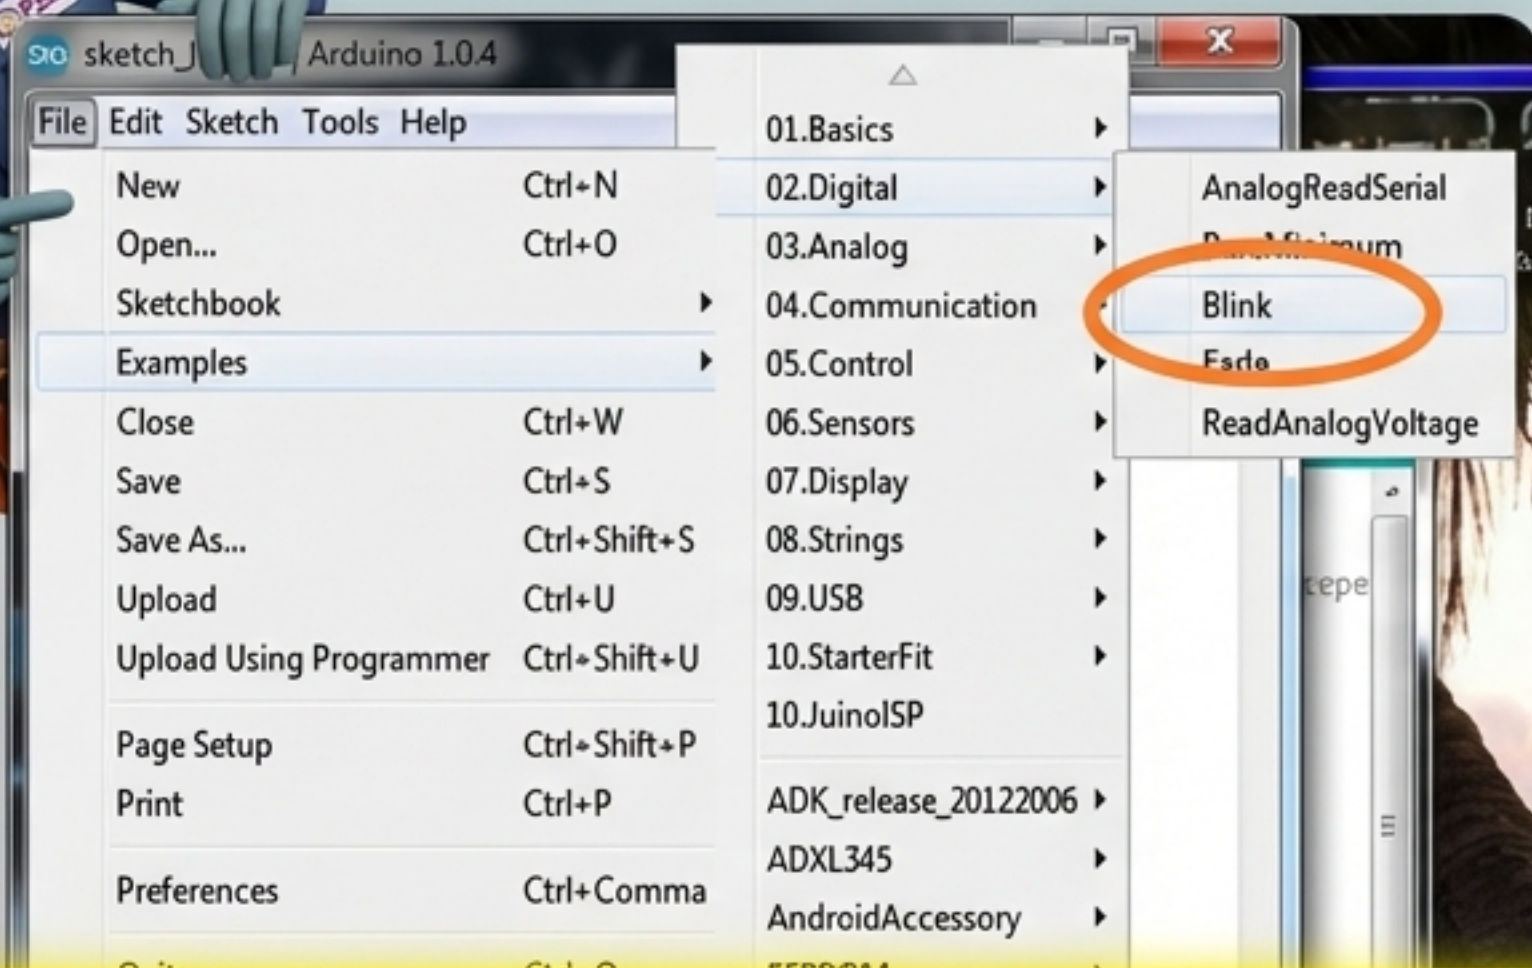 sketch_J Arduino 1.0.4
File Edit Sketch Tools Help
New Ctrl+N
Open... Ctrl+O
Sketchbook
Examples
Close Ctrl+W
Save Ctrl+S
Save As... Ctrl+Shift+S
Upload Ctrl+U
Upload Using Programmer Ctrl+Shift+U
Page Setup Ctrl+Shift+P
Print Ctrl+P
Preferences Ctrl+Comma
01.Basics
02.Digital
03.Analog
04.Communication
05.Control
06.Sensors
07.Display
08.Strings
09.USB
10.StarterFit
10.JuinoISP
ADK_release_20122006
ADXL345
AndroidAccessory
AnalogReadSerial
Blink
Fade
ReadAnalogVoltage
cepe